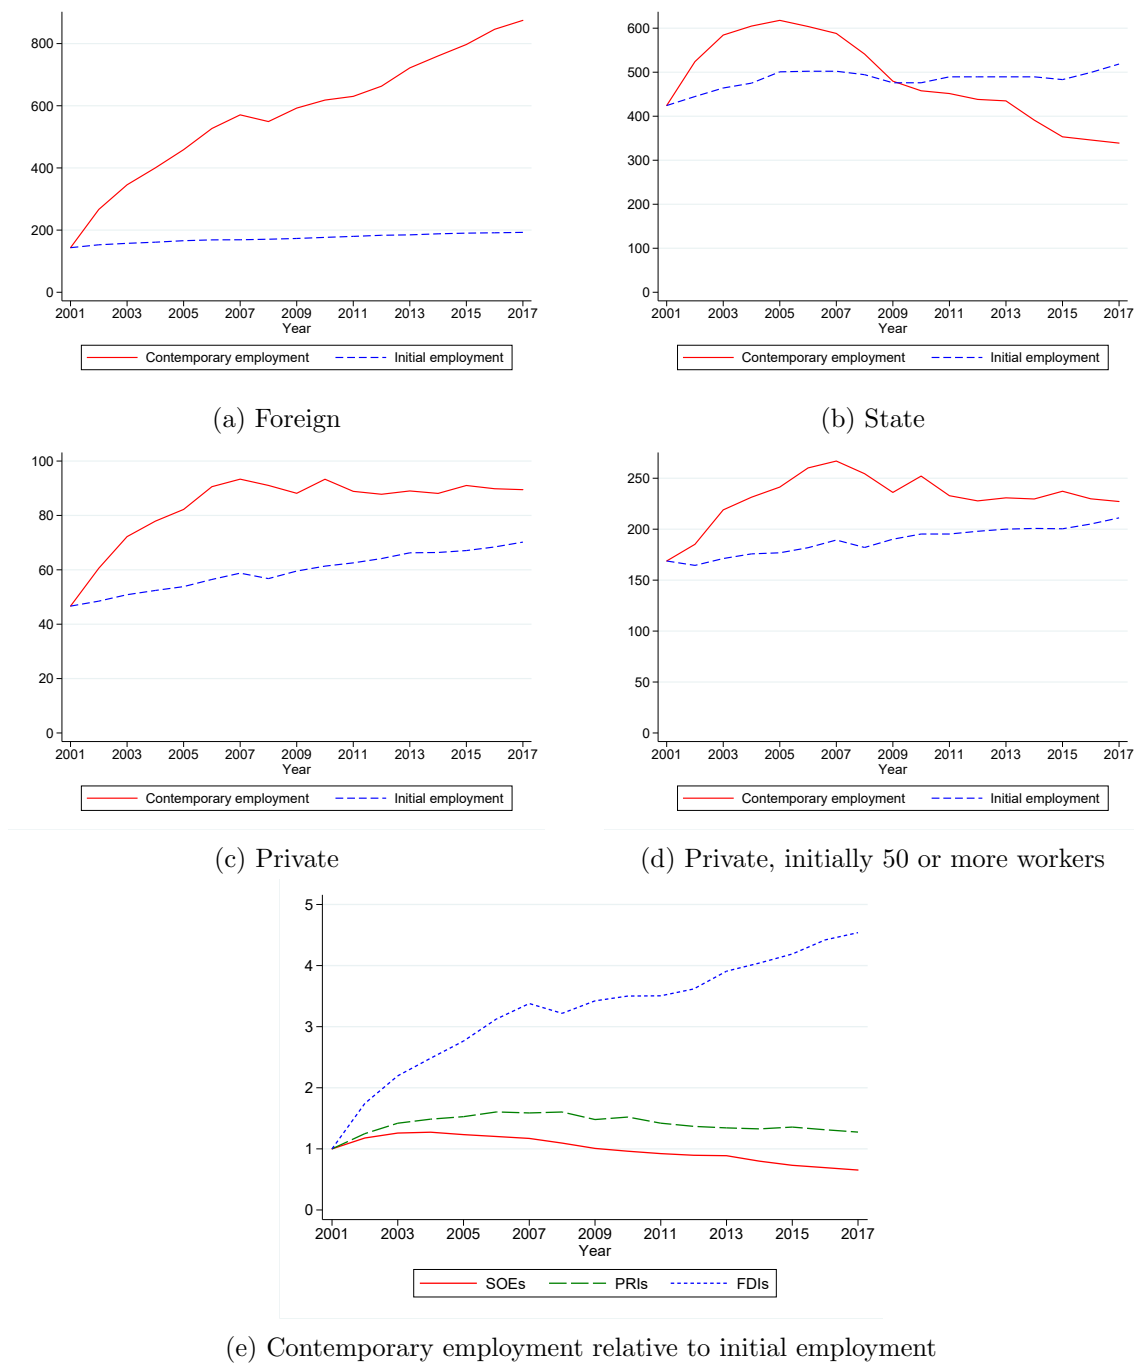 800
600
400
200
0
2001 2003 2005 2007 2009 2011 2013 2015 2017
Year
Contemporary employment Initial employment
(a) Foreign
600
500
400
300
200
100
0
2001 2003 2005 2007 2009 2011 2013 2015 2017
Year
Contemporary employment Initial employment
(b) State
100
80
60
40
20
0
2001 2003 2005 2007 2009 2011 2013 2015 2017
Year
Contemporary employment Initial employment
(c) Private
250
200
150
100
50
0
2001 2003 2005 2007 2009 2011 2013 2015 2017
Year
Contemporary employment Initial employment
(d) Private, initially 50 or more workers
5
4
3
2
1
0
2001 2003 2005 2007 2009 2011 2013 2015 2017
Year
SOEs PRIs FDIs
(e) Contemporary employment relative to initial employment